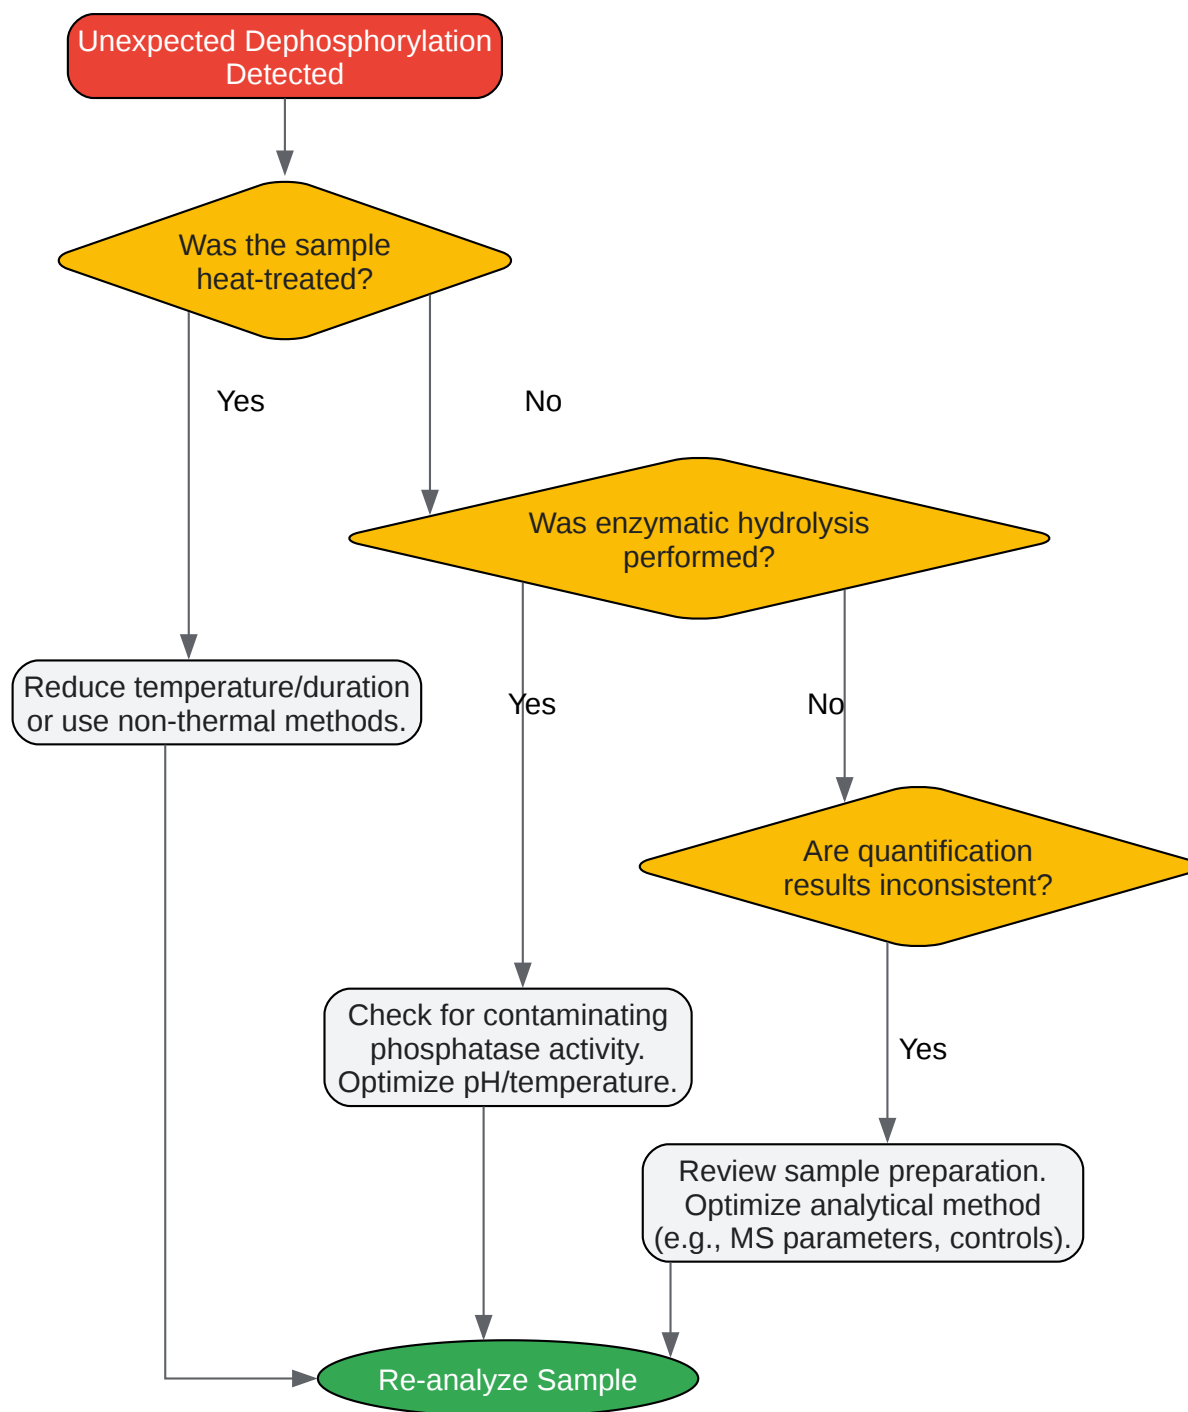 Unexpected Dephosphorylation
Detected
Was the sample
heat-treated?
Yes
No
Was enzymatic hydrolysis
performed?
Reduce temperature/duration
or use non-thermal methods.
Yes
No
Are quantification
results inconsistent?
Check for contaminating
phosphatase activity.
Optimize pH/temperature.
Yes
Review sample preparation.
Optimize analytical method
(e.g., MS parameters, controls).
Re-analyze Sample